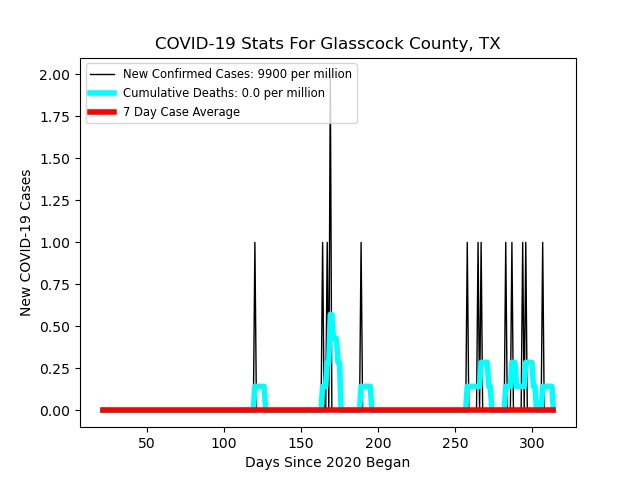 COVID-19 Stats For Glasscock County, TX
New Confirmed Cases: 9900 per million
Cumulative Deaths: 0.0 per million
7 Day Case Average
2.00
1.75
1.50
1.25
1.00
0.75
0.50
0.25
0.00
New COVID-19 Cases
50 100 150 200 250 300
Days Since 2020 Began